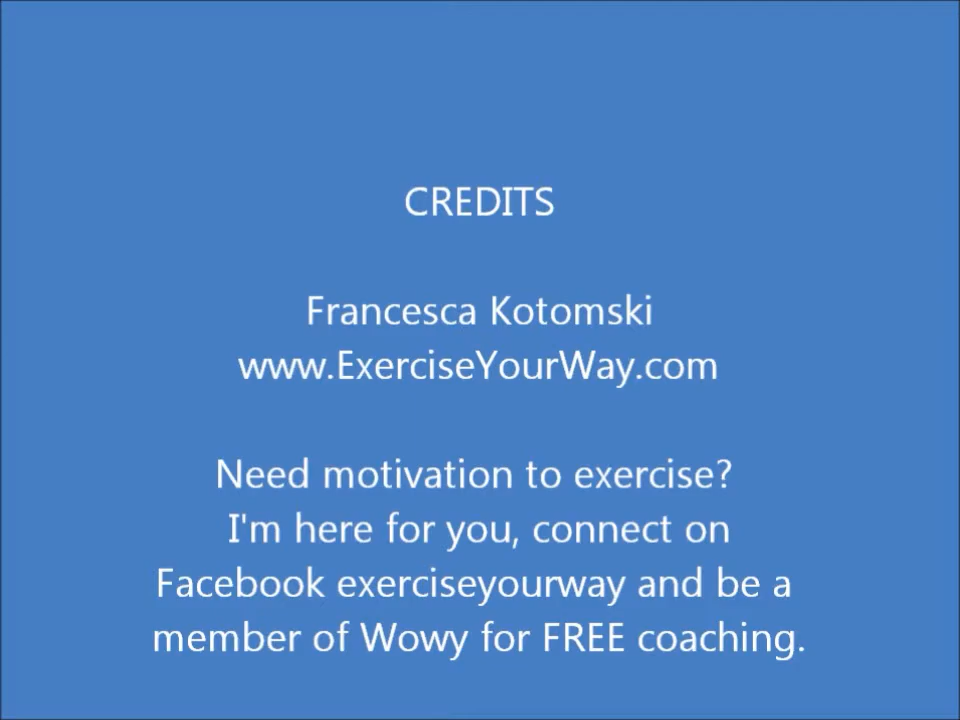 CREDITS
Francesca Kotomski
www.ExerciseYourWay.com
Need motivation to exercise?
I'm here for you, connect on
Facebook exerciseyourway and be a
member of Wowy for FREE coaching.